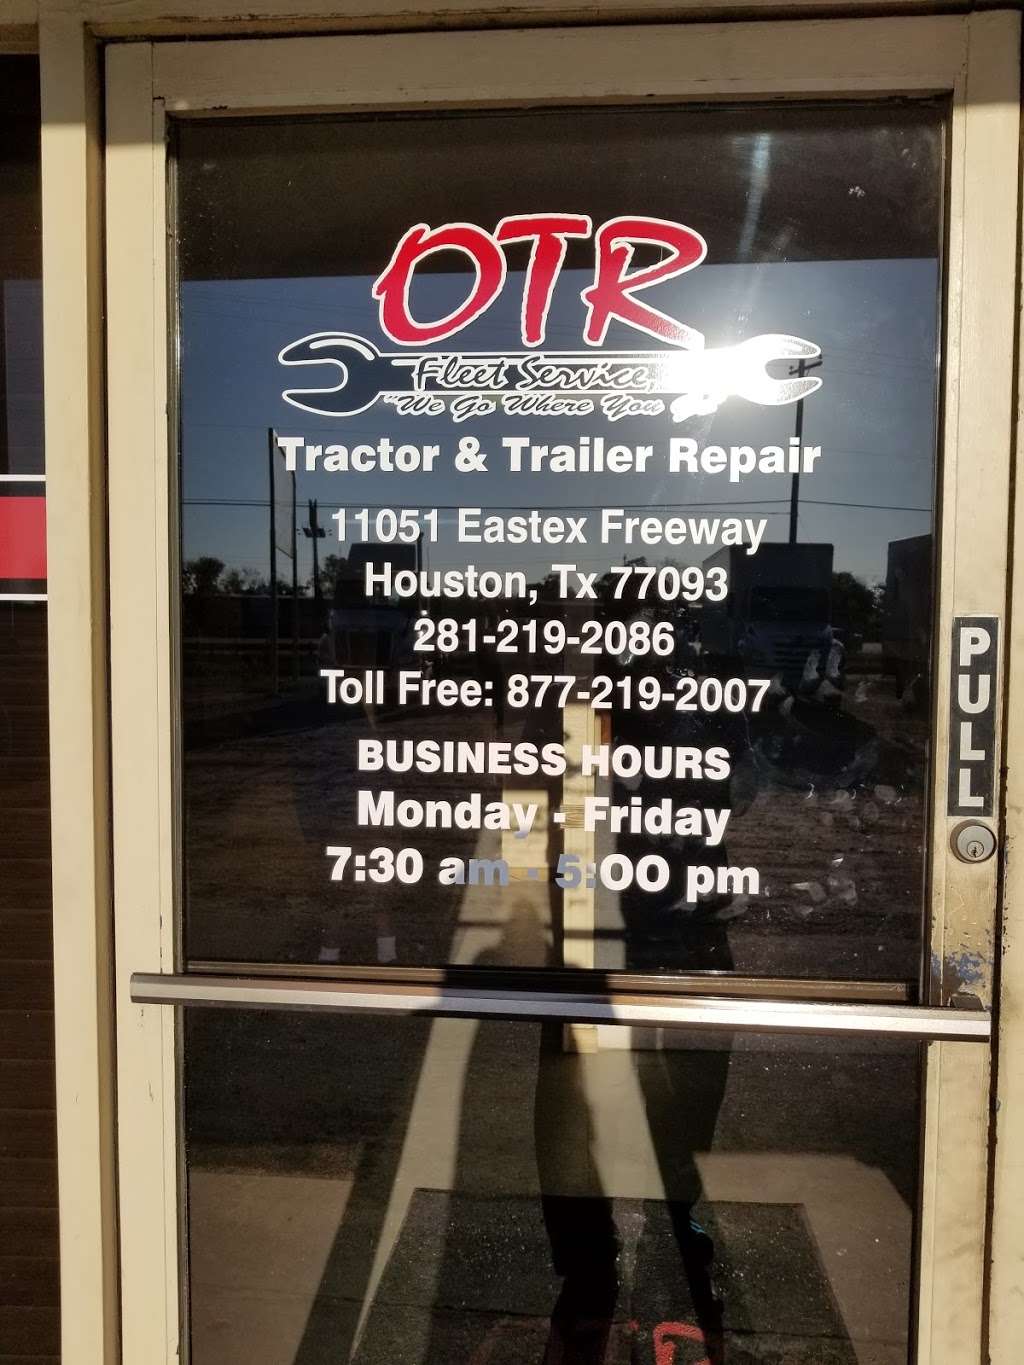 OTR
Fleet Service,
"We Go Where You
Tractor & Trailer Repair
11051 Eastex Freeway
Houston, Tx 77093
281-219-2086
Toll Free: 877-219-2007
BUSINESS HOURS
Monday - Friday
7:30 am - 5:00 pm
PULL